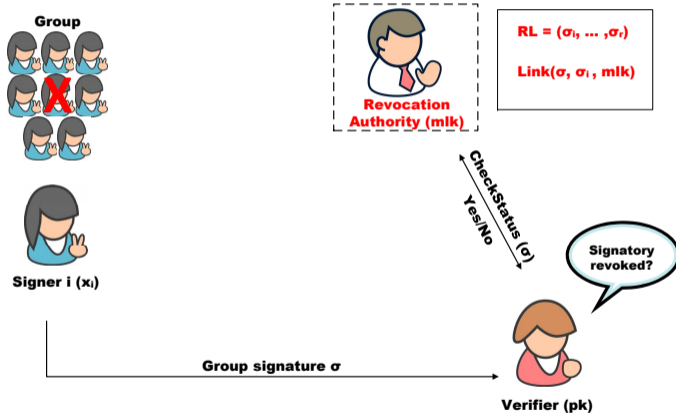 Group
X
Revocation
Authority (mlk)
RL = (σᵢ, ... ,σᵣ)
Link(σ, σᵢ , mlk)
Signer i (xᵢ)
CheckStatus (σ)
Yes/No
Signatory
revoked?
Group signature σ
Verifier (pk)